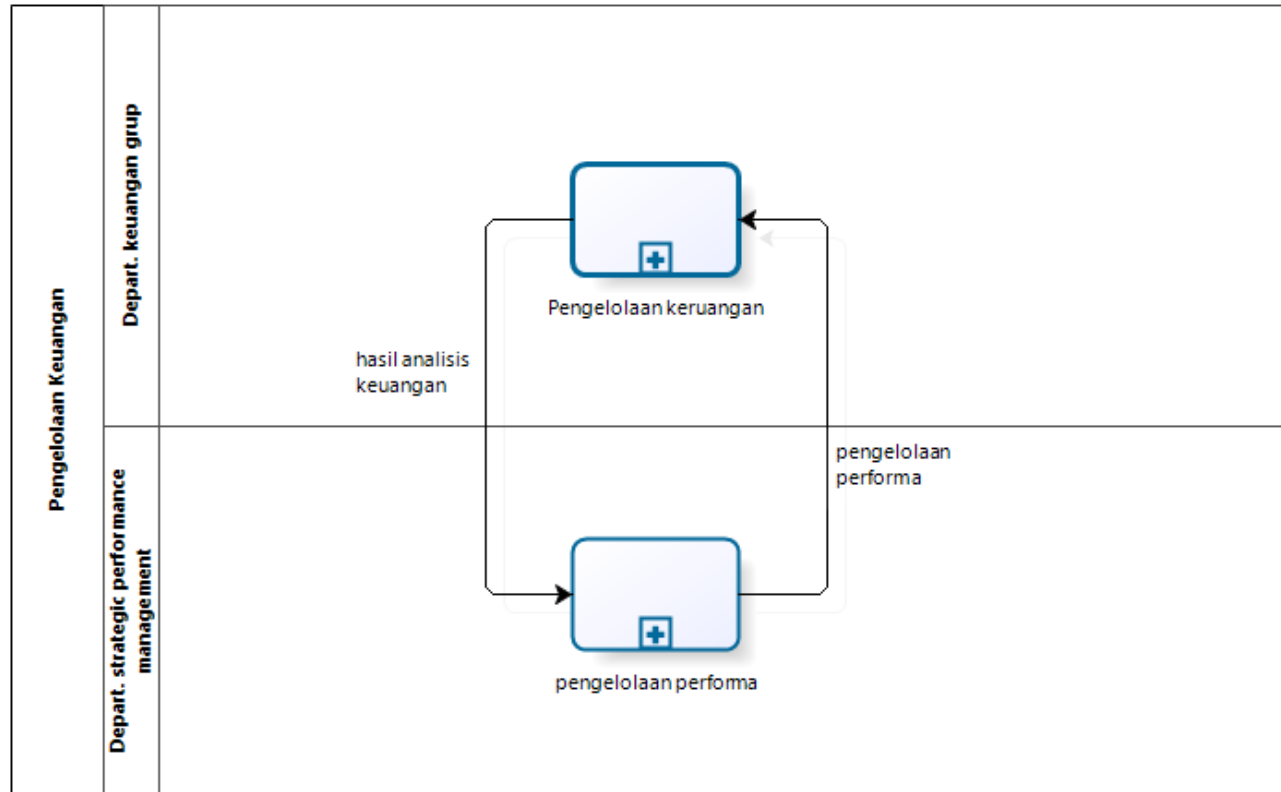 Pengelolaan Keuangan
Depart. keuangan grup
Pengelolaan keruangan
hasil analisis
keuangan
Depart. strategic performance
management
pengelolaan
performa
pengelolaan performa